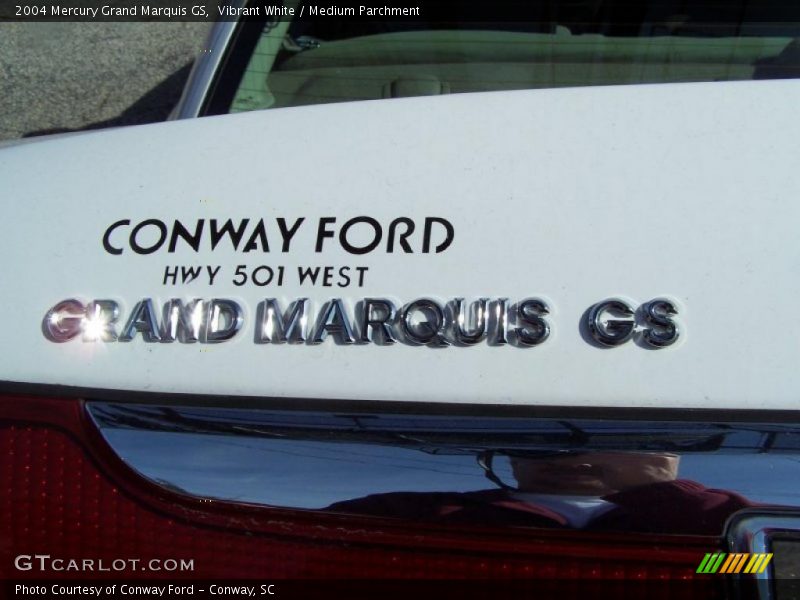 2004 Mercury Grand Marquis GS, Vibrant White / Medium Parchment
CONWAY FORD
HWY 501 WEST
GRAND MARQUIS GS
GTCARLOT.COM
Photo Courtesy of Conway Ford - Conway, SC